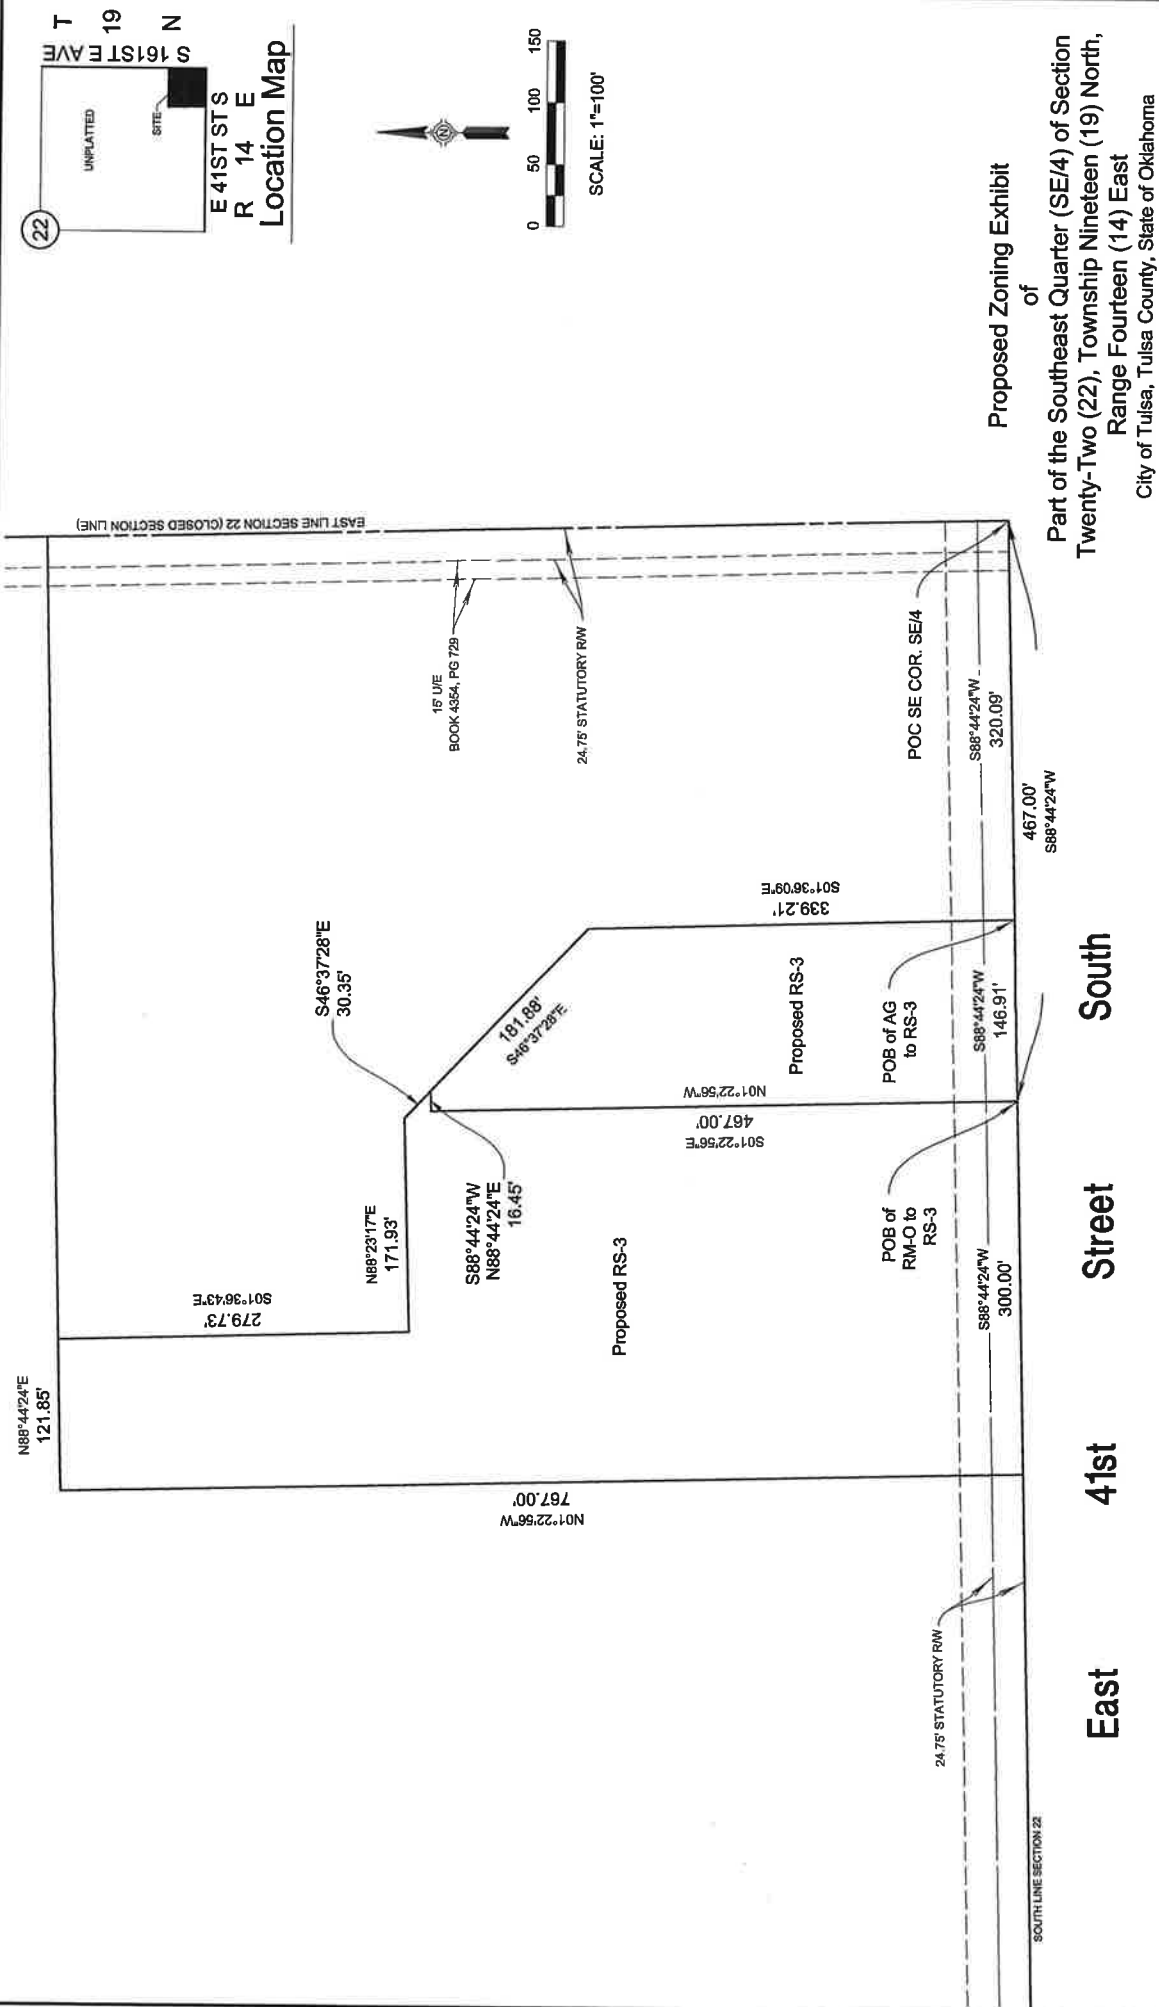 22
UNPLATTED
SITE
S 161ST E AVE
T
19
N
E 41ST ST S
R 14 E
Location Map
0 50 100 150
SCALE: 1"=100'
N
N88°44'24"E
121.85'
EAST LINE SECTION 22 (CLOSED SECTION LINE)
279.73'
S01°36'43"E
N88°23'17"E
171.93'
S46°37'28"E
30.35'
15' U/E
BOOK 4354, PG 729
S88°44'24"W
N88°44'24"E
16.45'
181.88'
S46°37'28"E
24.75' STATUTORY R/W
N01°22'56"W
767.00'
Proposed RS-3
S01°22'56"E
467.00'
N01°22'56"W
Proposed RS-3
339.21'
S01°36'09"E
POB of
RM-O to
RS-3
POB of AG
to RS-3
POC SE COR. SE/4
24.75' STATUTORY R/W
S88°44'24"W
300.00'
S88°44'24"W
146.91'
S88°44'24"W
320.09'
467.00'
S88°44'24"W
SOUTH LINE SECTION 22
East 41st Street South
Proposed Zoning Exhibit
of
Part of the Southeast Quarter (SE/4) of Section
Twenty-Two (22), Township Nineteen (19) North,
Range Fourteen (14) East
City of Tulsa, Tulsa County, State of Oklahoma